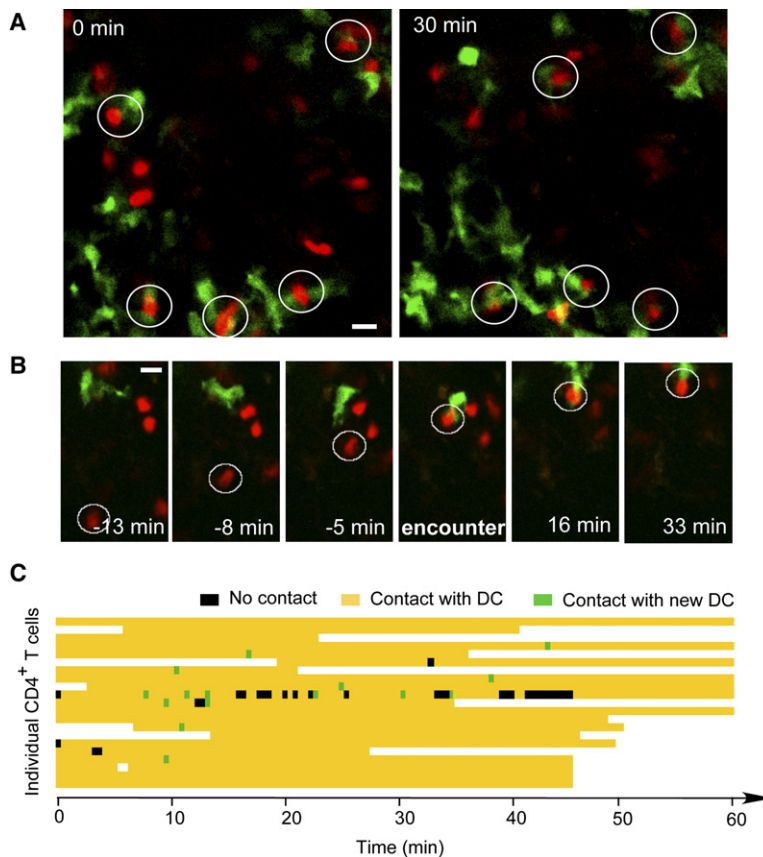 A
0 min
30 min
B
-13 min
-8 min
-5 min
encounter
16 min
33 min
C
No contact
Contact with DC
Contact with new DC
Individual CD4+ T cells
0 10 20 30 40 50 60
Time (min)